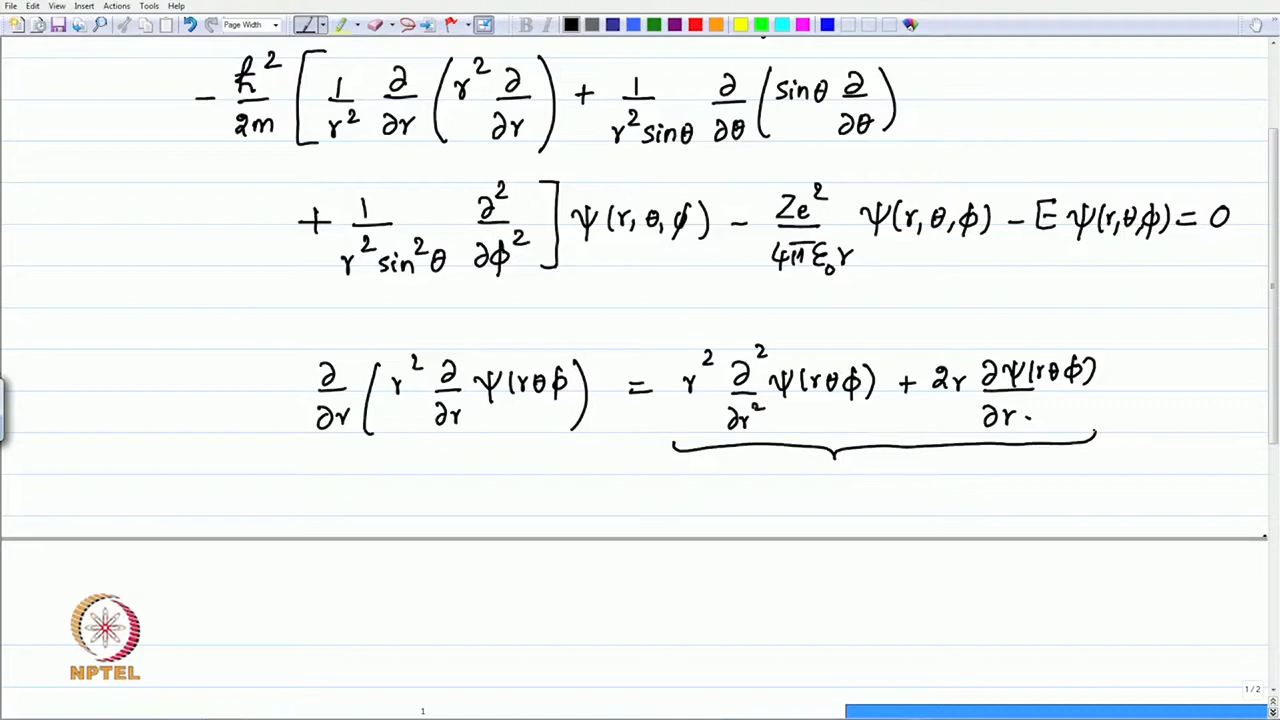 File Edit View Insert Actions Tools Help
Page Width
- ℏ²/2m [ 1/r² ∂/∂r ( r² ∂/∂r ) + 1/(r² sinθ) ∂/∂θ ( sinθ ∂/∂θ )
+ 1/(r² sin²θ) ∂²/∂ϕ² ] ψ(r, θ, ϕ) - Ze²/(4πε₀r) ψ(r, θ, ϕ) - E ψ(r, θ, ϕ) = 0
∂/∂r ( r² ∂/∂r ψ(rθϕ) ) = r² ∂²/∂r² ψ(rθϕ) + 2r ∂ψ(rθϕ)/∂r .
NPTEL
1 / 2
1